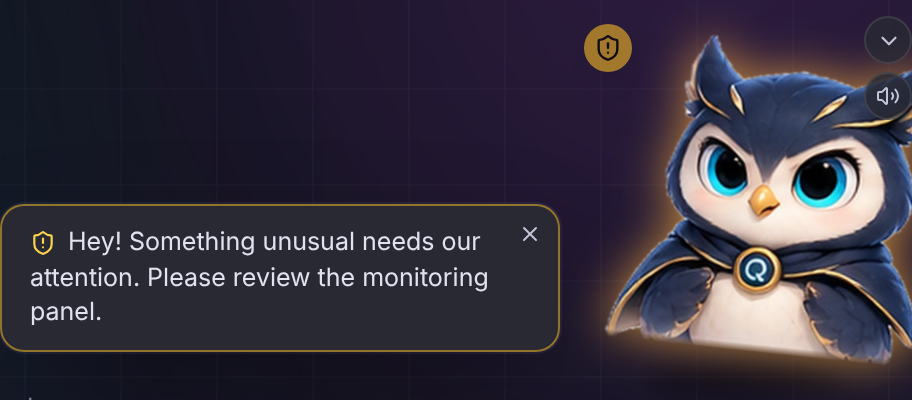 Hey! Something unusual needs our
attention. Please review the monitoring
panel.